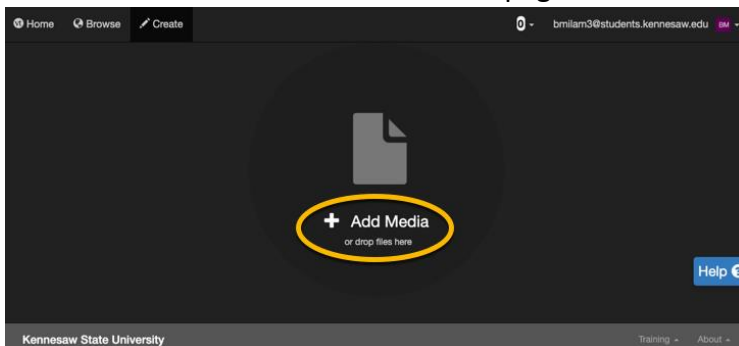 Home Browse Create 0 bmilam3@students.kennesaw.edu BM
+ Add Media
or drop files here
Help
Kennesaw State University Training About